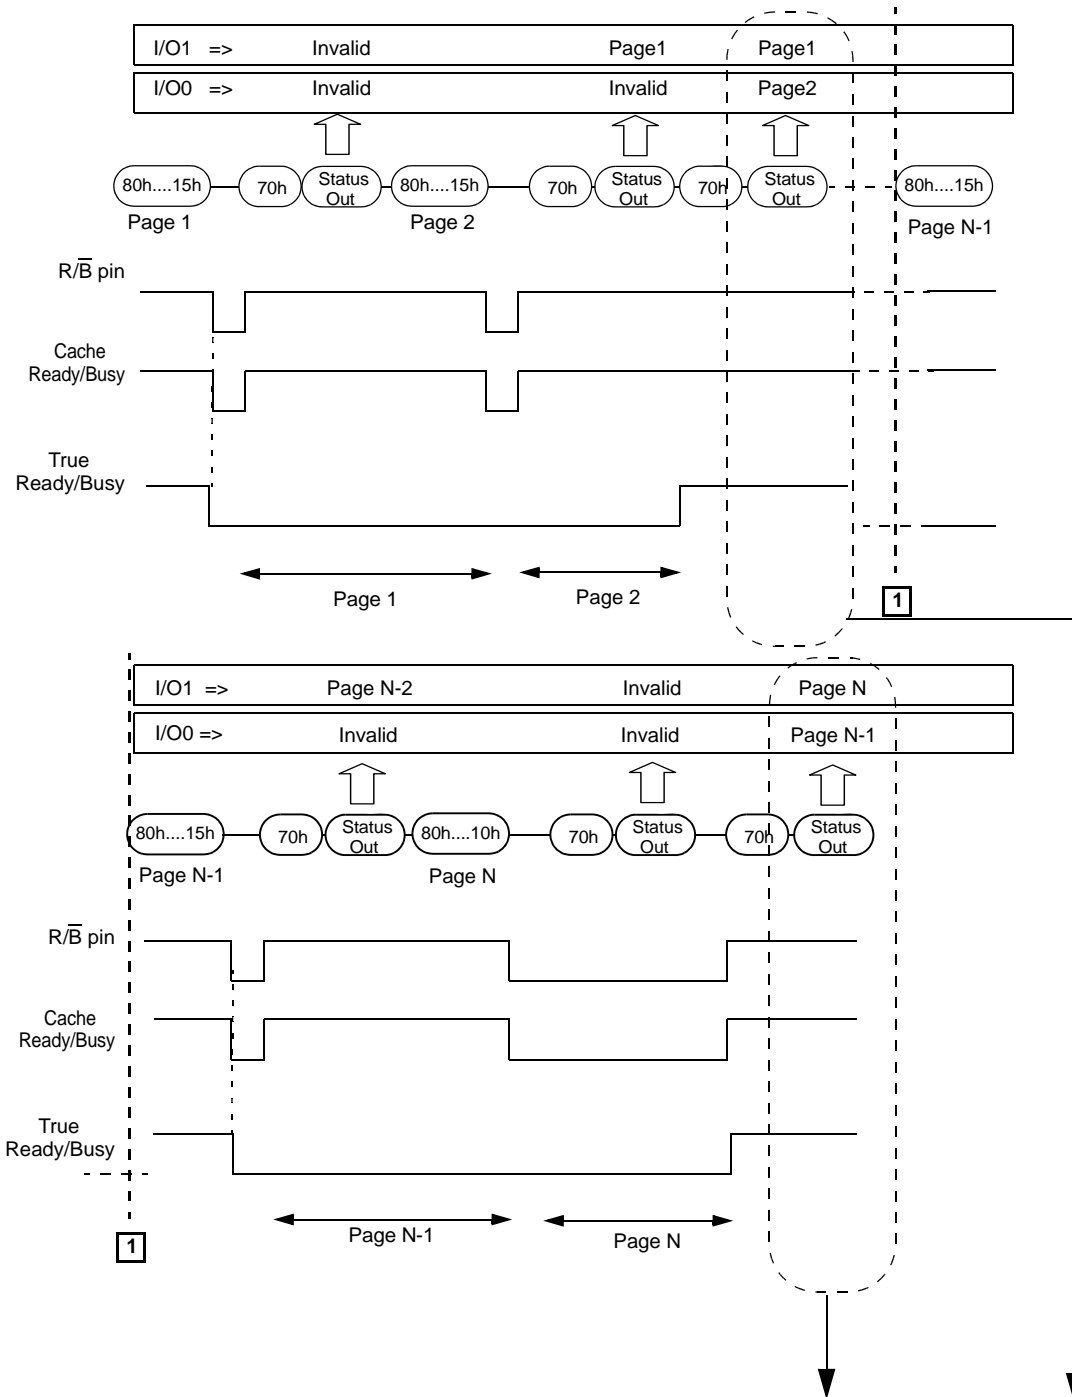 I/O1 => Invalid Page1 Page1
I/O0 => Invalid Invalid Page2
80h....15h 70h Status Out 80h....15h 70h Status Out 70h Status Out 80h....15h
Page 1 Page 2 Page N-1
R/B̅ pin
Cache
Ready/Busy
True
Ready/Busy
Page 1 Page 2
1
I/O1 => Page N-2 Invalid Page N
I/O0 => Invalid Invalid Page N-1
80h....15h 70h Status Out 80h....10h 70h Status Out 70h Status Out
Page N-1 Page N
R/B̅ pin
Cache
Ready/Busy
True
Ready/Busy
Page N-1 Page N
1